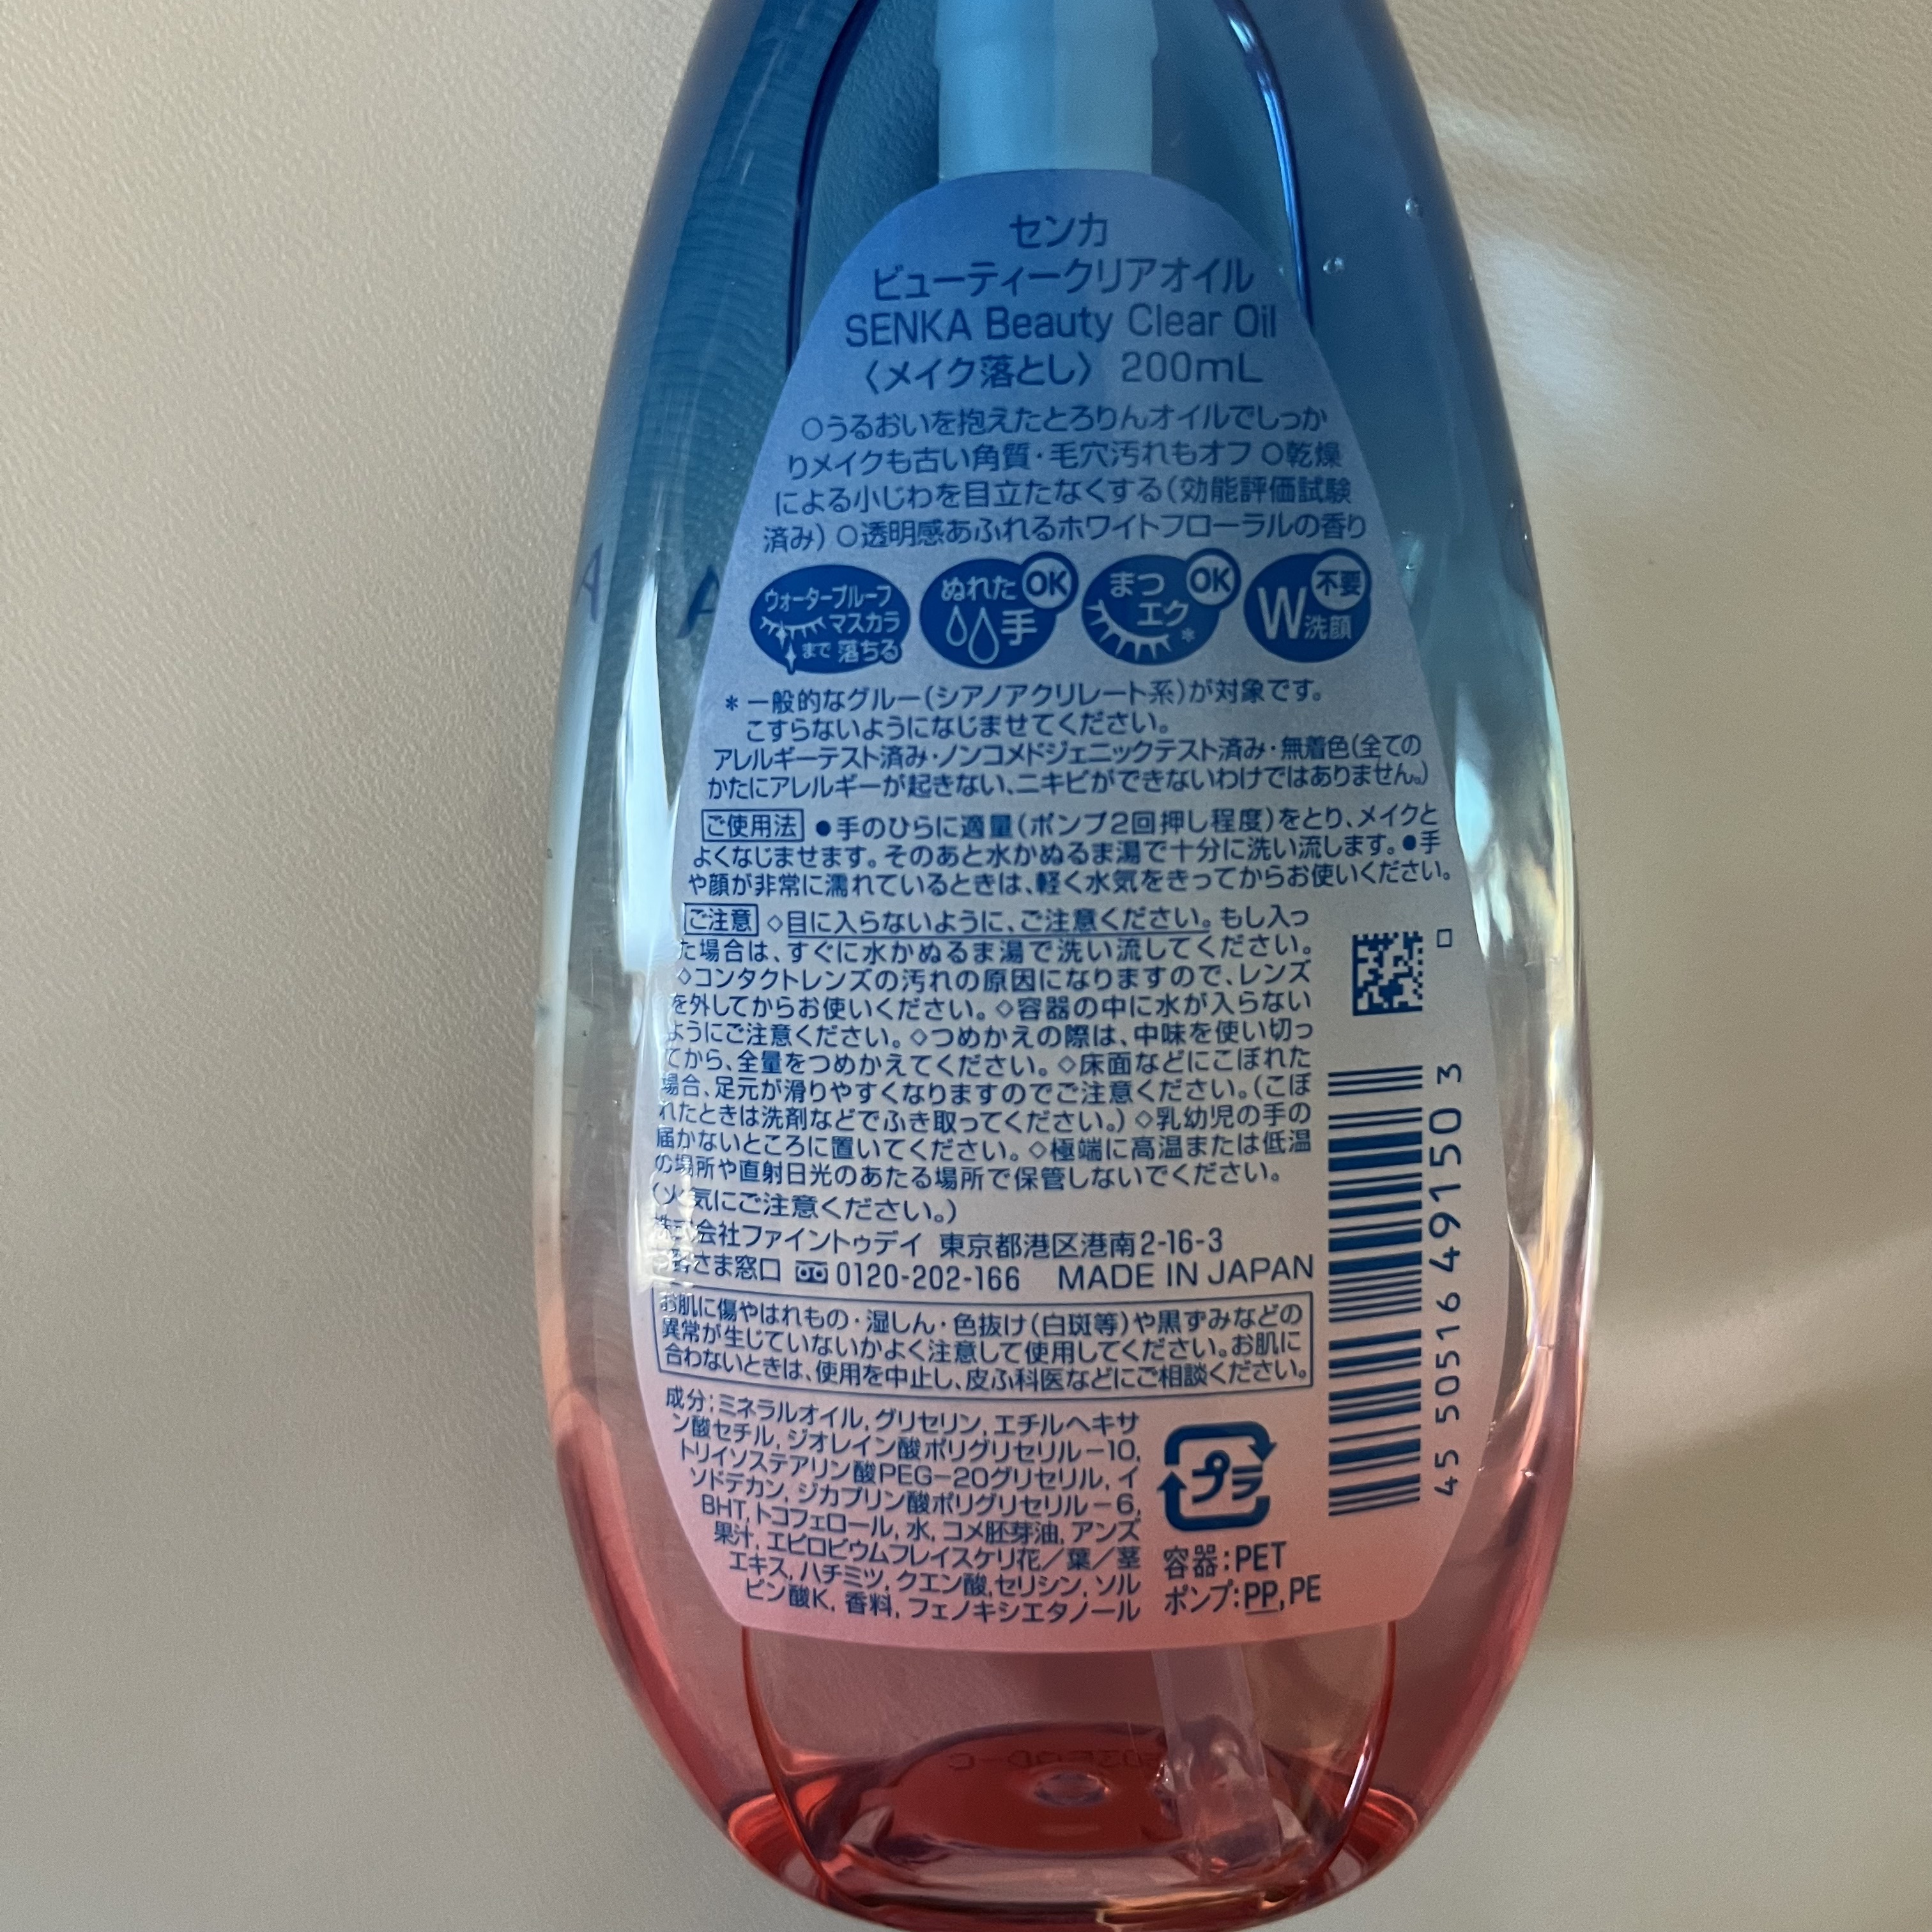 センカ
ビューティークリアオイル
SENKA Beauty Clear Oil
〈メイク落とし〉 200mL
○うるおいを抱えたとろりんオイルでしっか
りメイクも古い角質・毛穴汚れもオフ ○乾燥
による小じわを目立たなくする(効能評価試験
済み) ○透明感あふれるホワイトフローラルの香り
ウォータープルーフ
マスカラ
まで 落ちる
ぬれた
手
OK
まつ
エク*
OK
W洗顔
不要
* 一般的なグルー(シアノアクリレート系)が対象です。
こすらないようになじませてください。
アレルギーテスト済み・ノンコメドジェニックテスト済み・無着色(全ての
かたにアレルギーが起きない、ニキビができないわけではありません。)
ご使用法 ●手のひらに適量(ポンプ2回押し程度)をとり、メイクと
よくなじませます。そのあと水かぬるま湯で十分に洗い流します。●手
や顔が非常に濡れているときは、軽く水気をきってからお使いください。
ご注意 ◇目に入らないように、ご注意ください。もし入っ
た場合は、すぐに水かぬるま湯で洗い流してください。
◇コンタクトレンズの汚れの原因になりますので、レンズ
を外してからお使いください。◇容器の中に水が入らない
ようにご注意ください。◇つめかえの際は、中味を使い切っ
てから、全量をつめかえてください。◇床面などにこぼれた
場合、足元が滑りやすくなりますのでご注意ください。(こぼ
れたときは洗剤などでふき取ってください。)◇乳幼児の手の
届かないところに置いてください。◇極端に高温または低温
の場所や直射日光のあたる場所で保管しないでください。
(火気にご注意ください。)
株式会社ファイントゥデイ 東京都港区港南2-16-3
お客さま窓口 0120-202-166 MADE IN JAPAN
お肌に傷やはれもの・湿しん・色抜け(白斑等)や黒ずみなどの
異常が生じていないかよく注意して使用してください。お肌に
合わないときは、使用を中止し、皮ふ科医などにご相談ください。
成分:ミネラルオイル, グリセリン, エチルヘキサ
ン酸セチル, ジオレイン酸ポリグリセリル-10,
トリイソステアリン酸PEG-20グリセリル, イ
ソドデカン, ジカプリン酸ポリグリセリル-6,
BHT, トコフェロール, 水, コメ胚芽油, アンズ
果汁, エピロビウムフレイスケリ花/葉/茎
エキス, ハチミツ, クエン酸, セリシン, ソル
ビン酸K, 香料, フェノキシエタノール
プラ
容器:PET
ポンプ:PP,PE
4550516491503